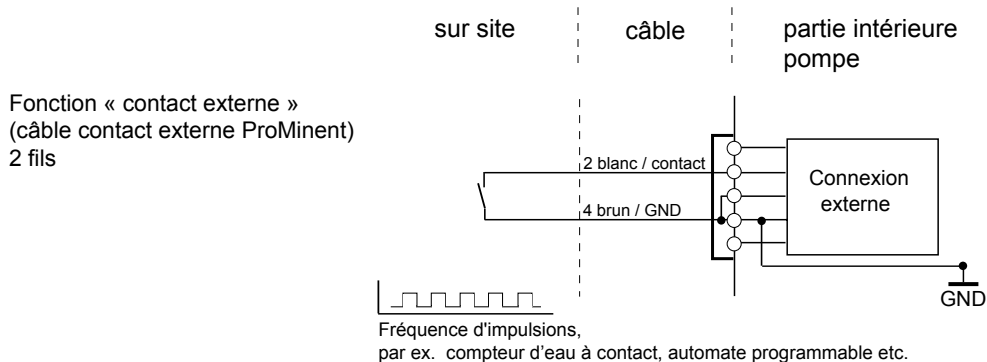 sur site
câble
partie intérieure
pompe
Fonction « contact externe »
(câble contact externe ProMinent)
2 fils
2 blanc / contact
4 brun / GND
Connexion
externe
GND
Fréquence d'impulsions,
par ex. compteur d'eau à contact, automate programmable etc.